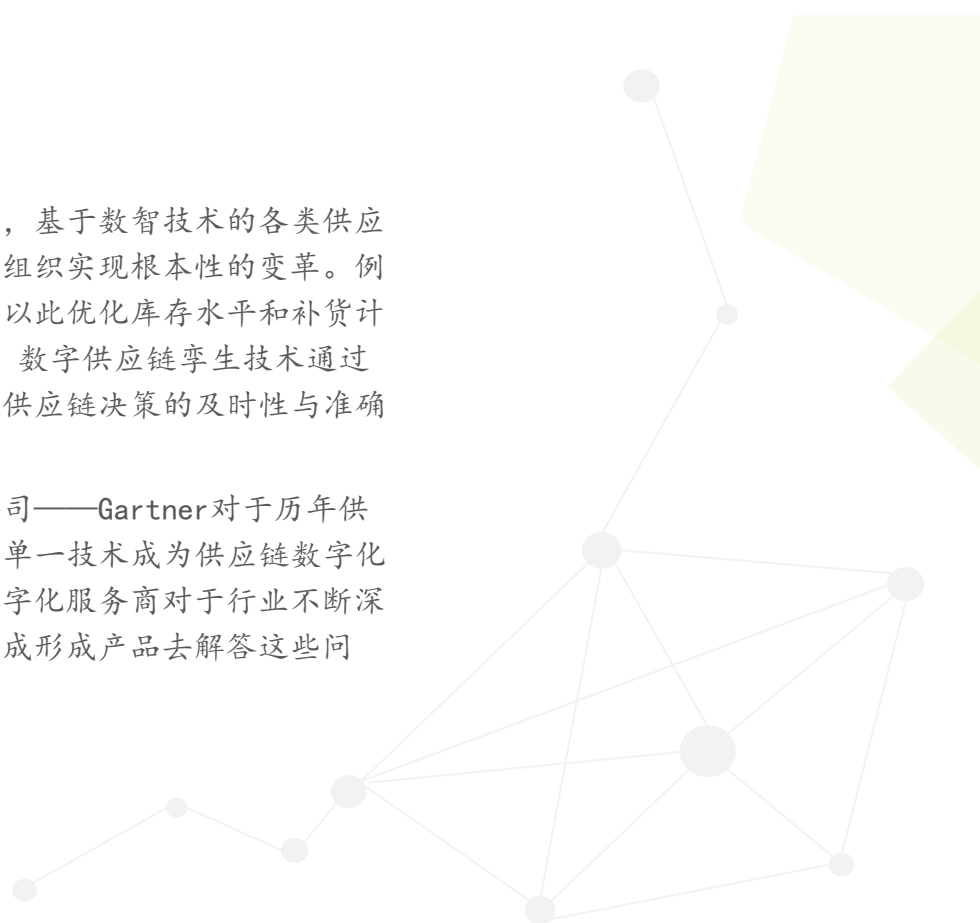 ，基于数智技术的各类供应
组织实现根本性的变革。例
以此优化库存水平和补货计
数字供应链孪生技术通过
供应链决策的及时性与准确
司——Gartner对于历年供
单一技术成为供应链数字化
字化服务商对于行业不断深
成形成产品去解答这些问